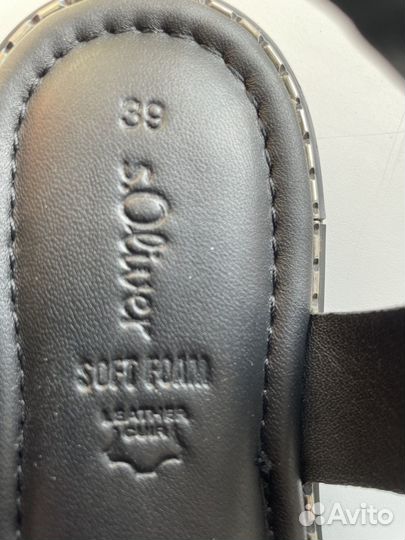 39
s.Oliver
SOFT FOAM
LEATHER
CUIR
Avito